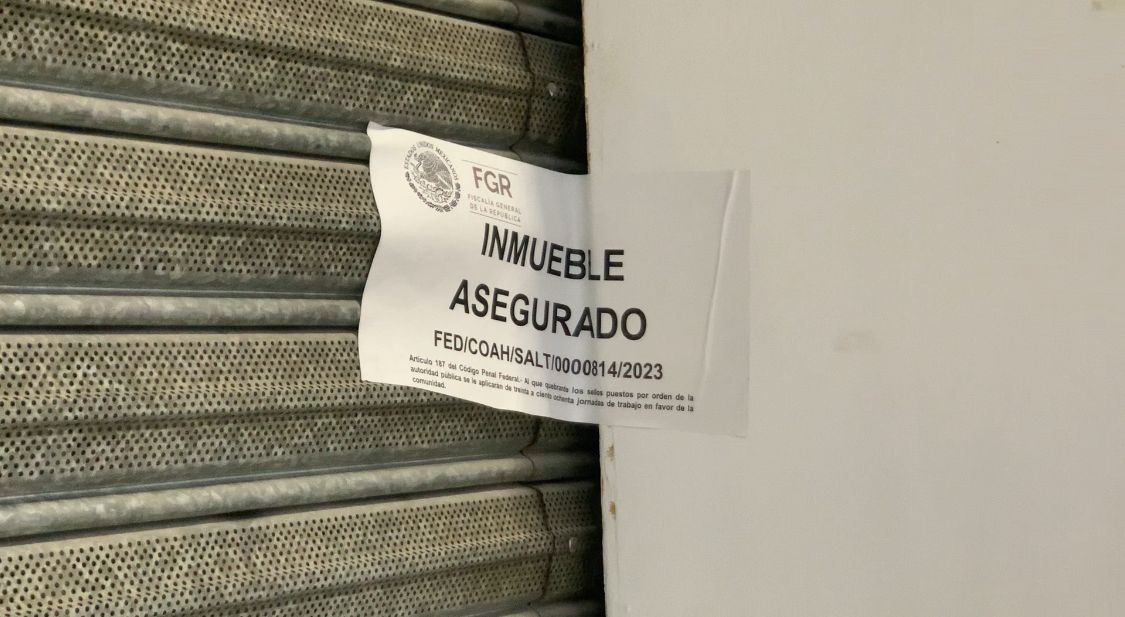 ESTADOS UNIDOS MEXICANOS
FGR
FISCALÍA GENERAL
DE LA REPÚBLICA
INMUEBLE
ASEGURADO
FED/COAH/SALT/0000814/2023
Artículo 187 del Código Penal Federal.- Al que quebrante los sellos puestos por orden de la
autoridad pública se le aplicarán de treinta a ciento ochenta jornadas de trabajo en favor de la
comunidad.